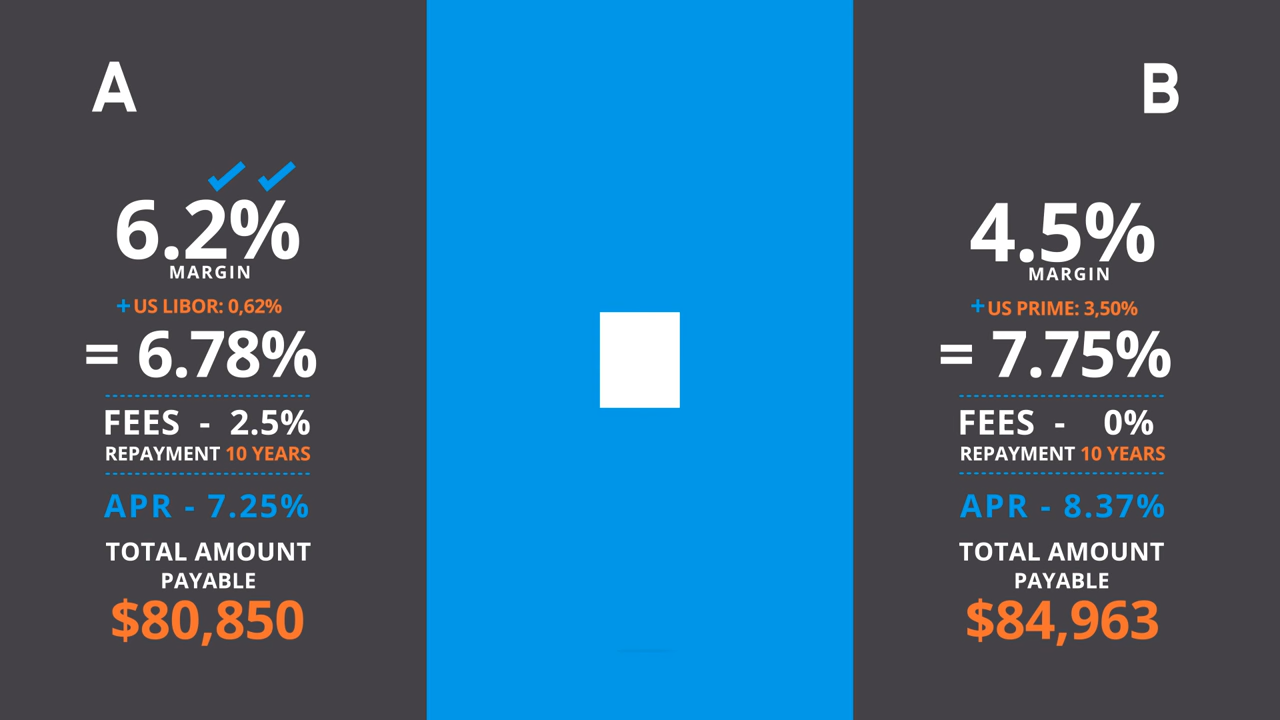 A
6.2%
MARGIN
+ US LIBOR: 0,62%
= 6.78%
FEES - 2.5%
REPAYMENT 10 YEARS
APR - 7.25%
TOTAL AMOUNT
PAYABLE
$80,850
B
4.5%
MARGIN
+ US PRIME: 3,50%
= 7.75%
FEES - 0%
REPAYMENT 10 YEARS
APR - 8.37%
TOTAL AMOUNT
PAYABLE
$84,963